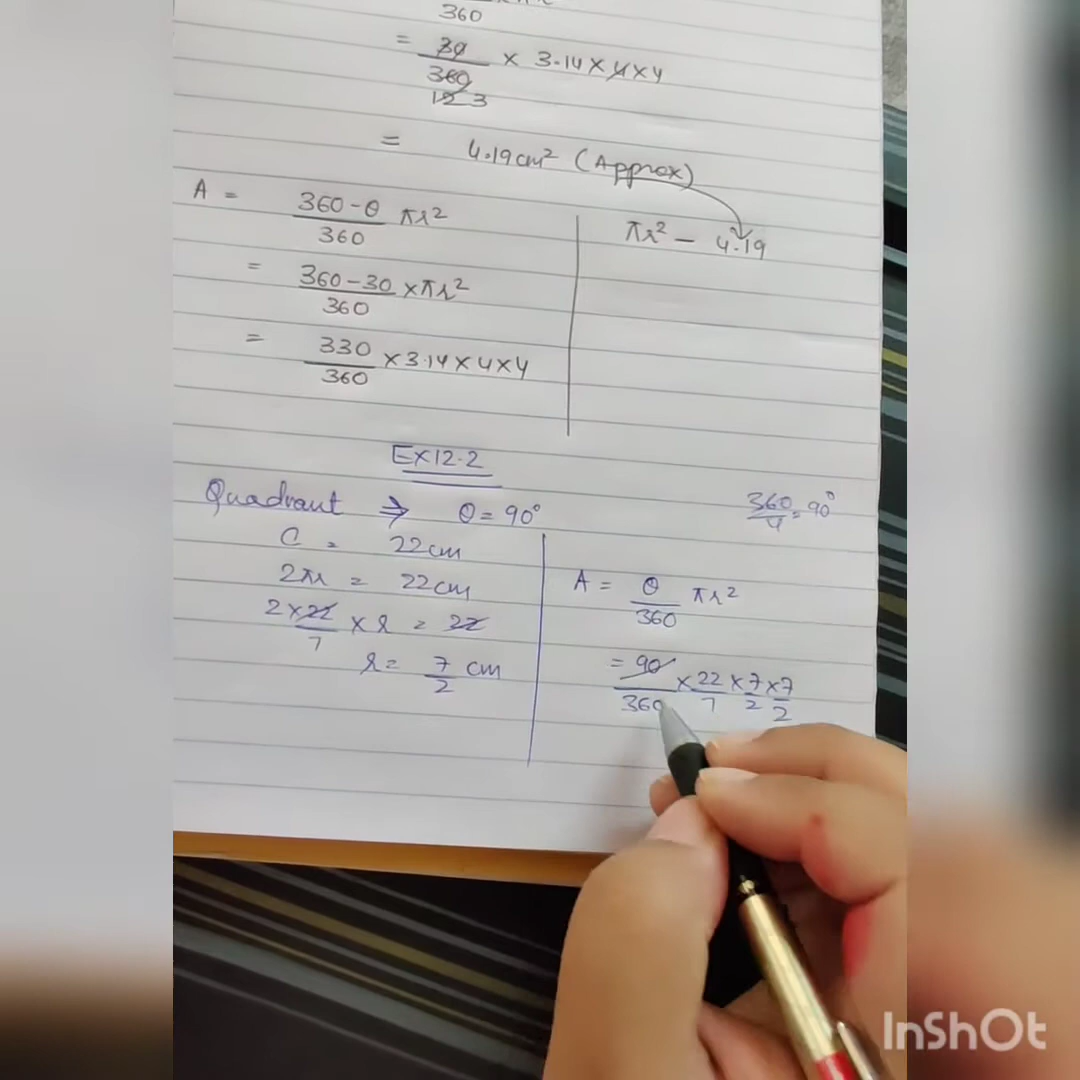 360
= 30/360 × 3.14 × 4 × 4
12 3
= 4.19 cm² (Approx)
A = 360-θ/360 πr²
= 360-30/360 × πr²
= 330/360 × 3.14 × 4 × 4
πr² - 4.19
Ex 12.2
Quadrant ⇒ θ = 90°
360/4 = 90°
C = 22 cm
2πr = 22 cm
2 × 22/7 × r = 22
r = 7/2 cm
A = θ/360 πr²
= 90/360 × 22/7 × 7/2 × 7/2
InShOt